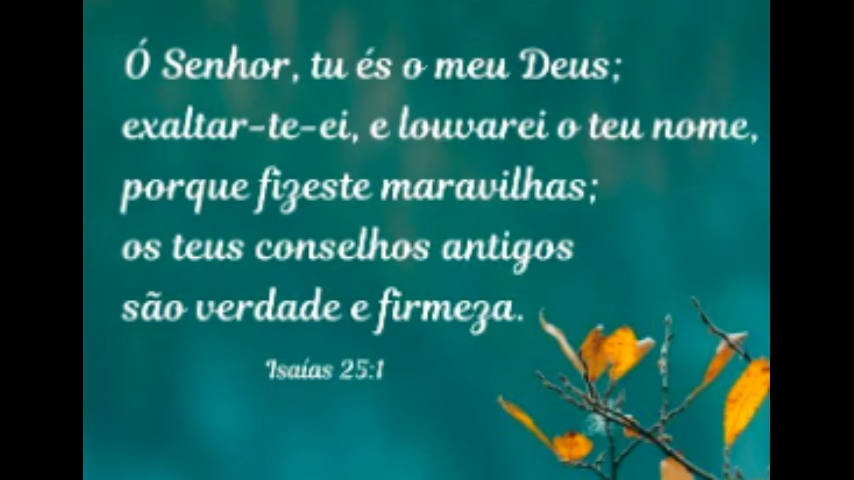 Ó Senhor, tu és o meu Deus;
exaltar-te-ei, e louvarei o teu nome,
porque fizeste maravilhas;
os teus conselhos antigos
são verdade e firmeza.
Isaías 25:1